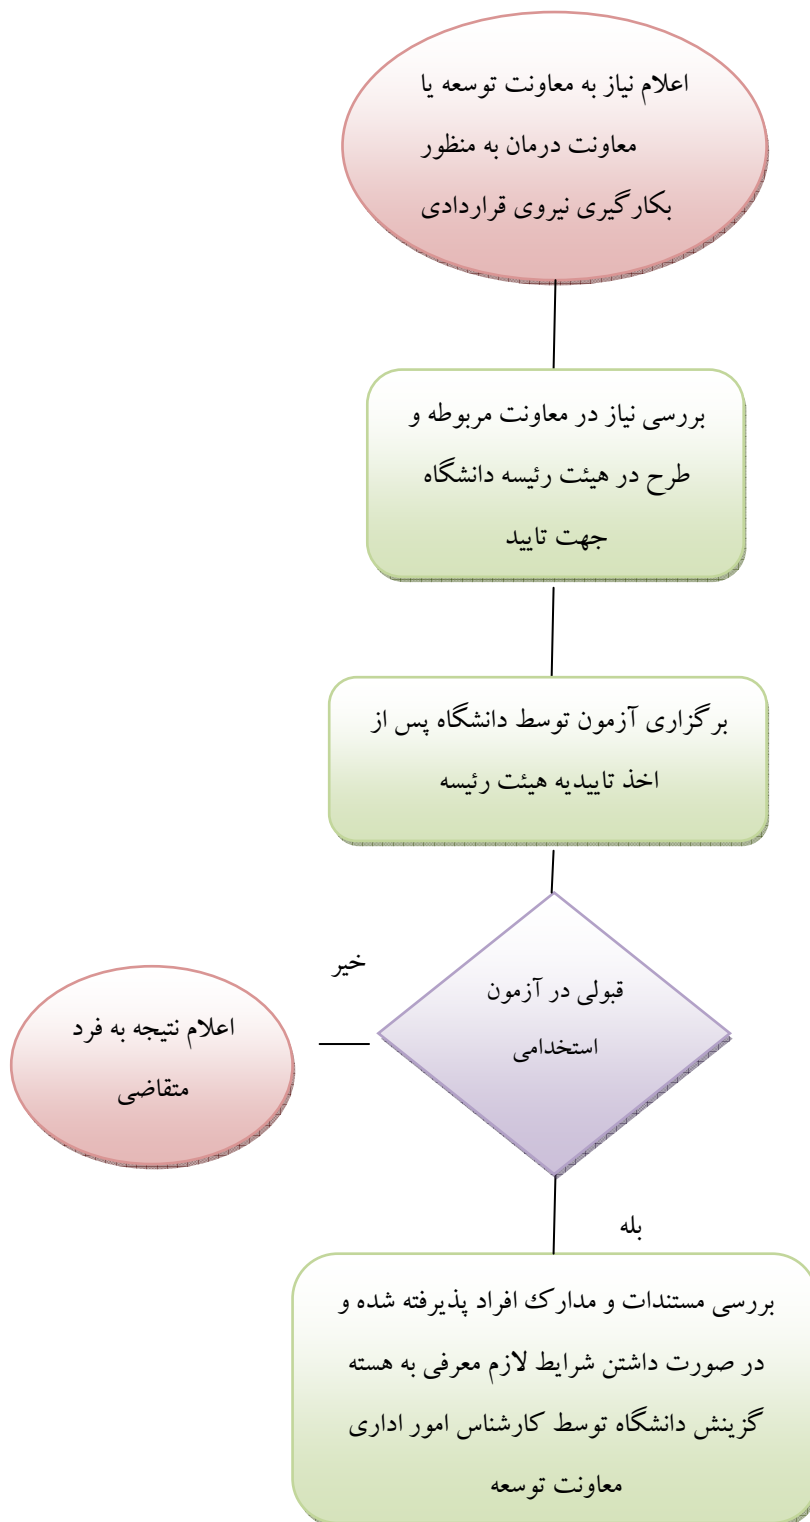 اعلام نیاز به معاونت توسعه یا
معاونت درمان به منظور
بکارگیری نیروی قراردادی
بررسی نیاز در معاونت مربوطه و
طرح در هیئت رئیسه دانشگاه
جهت تایید
برگزاری آزمون توسط دانشگاه پس از
اخذ تاییدیه هیئت رئیسه
قبولی در آزمون
استخدامی
خیر
اعلام نتیجه به فرد
متقاضی
بله
بررسی مستندات و مدارک افراد پذیرفته شده و
در صورت داشتن شرایط لازم معرفی به هسته
گزینش دانشگاه توسط کارشناس امور اداری
معاونت توسعه